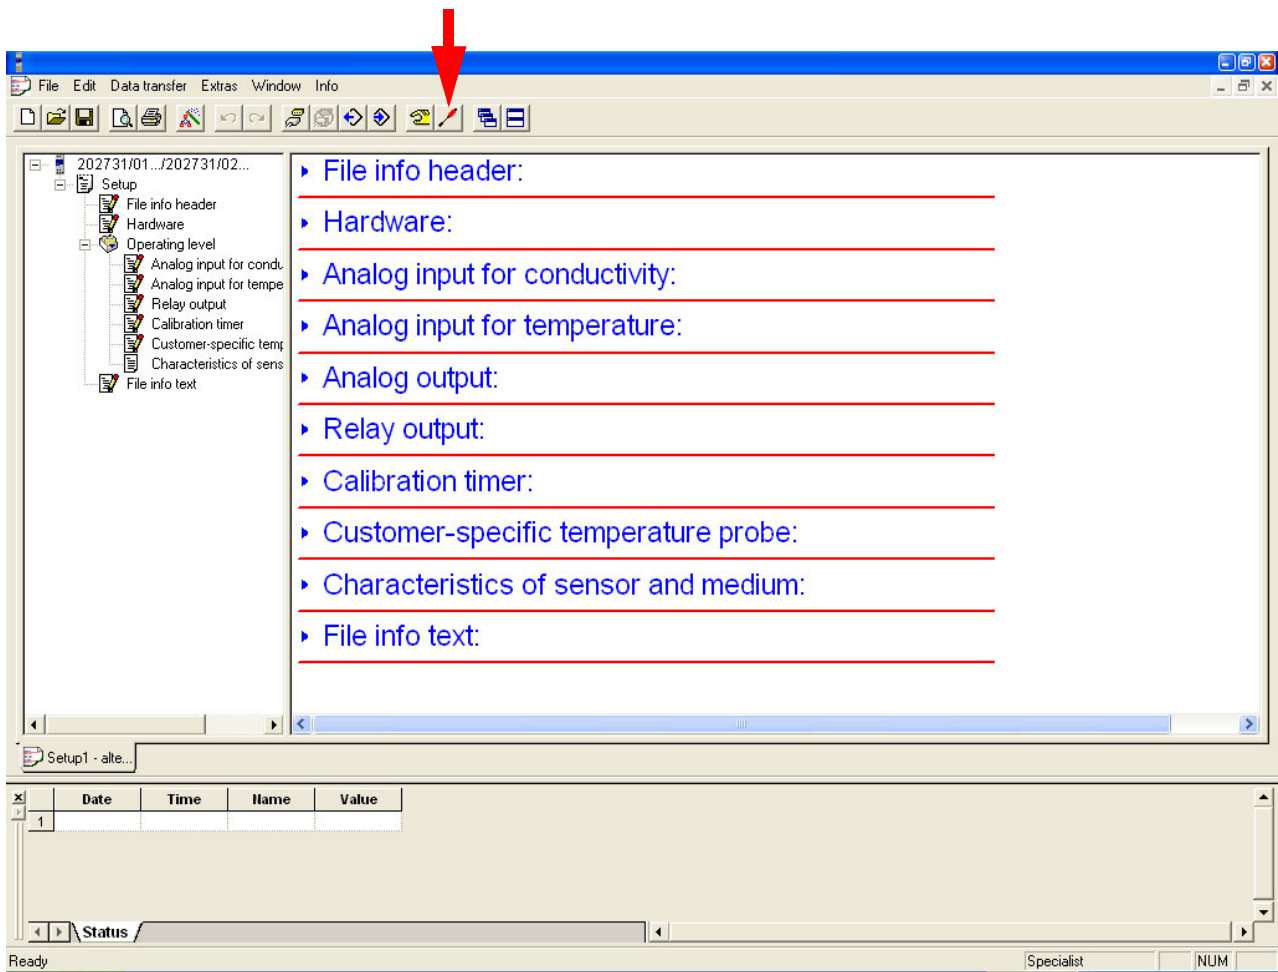 File Edit Data transfer Extras Window Info
202731/01.../202731/02...
Setup
File info header
Hardware
Operating level
Analog input for condu
Analog input for tempe
Relay output
Calibration timer
Customer-specific temp
Characteristics of sens
File info text
File info header:
Hardware:
Analog input for conductivity:
Analog input for temperature:
Analog output:
Relay output:
Calibration timer:
Customer-specific temperature probe:
Characteristics of sensor and medium:
File info text:
Setup1 - alte...
Date Time Name Value
1
Status
Ready Specialist NUM